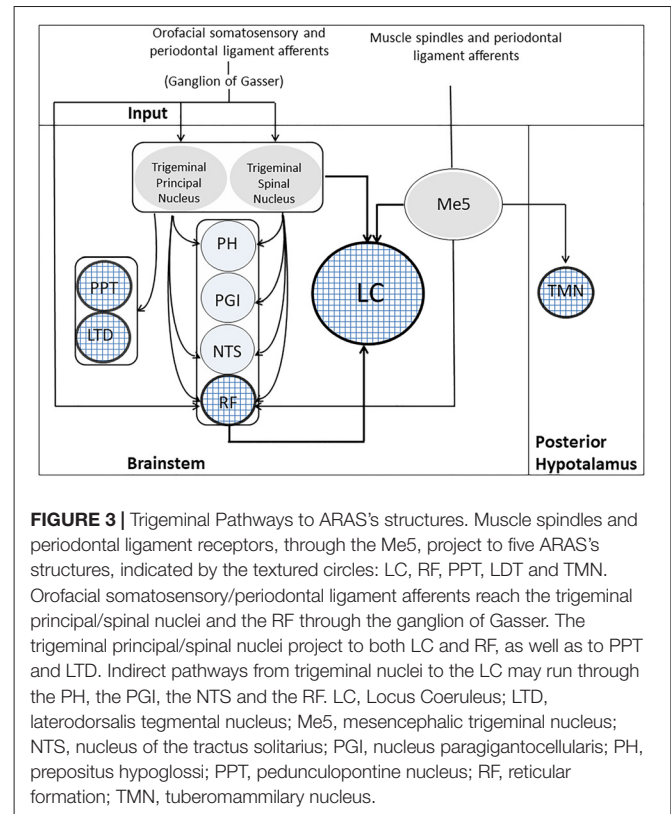 Orofacial somatosensory and
periodontal ligament afferents
(Ganglion of Gasser)
Muscle spindles and periodontal
ligament afferents
Input
Trigeminal
Principal
Nucleus
Trigeminal
Spinal
Nucleus
Me5
PH
PPT
PGI
LC
TMN
LTD
NTS
RF
Brainstem
Posterior
Hypotalamus
FIGURE 3 | Trigeminal Pathways to ARAS's structures. Muscle spindles and
periodontal ligament receptors, through the Me5, project to five ARAS's
structures, indicated by the textured circles: LC, RF, PPT, LDT and TMN.
Orofacial somatosensory/periodontal ligament afferents reach the trigeminal
principal/spinal nuclei and the RF through the ganglion of Gasser. The
trigeminal principal/spinal nuclei project to both LC and RF, as well as to PPT
and LTD. Indirect pathways from trigeminal nuclei to the LC may run through
the PH, the PGI, the NTS and the RF. LC, Locus Coeruleus; LTD,
laterodorsalis tegmental nucleus; Me5, mesencephalic trigeminal nucleus;
NTS, nucleus of the tractus solitarius; PGI, nucleus paragigantocellularis; PH,
prepositus hypoglossi; PPT, pedunculopontine nucleus; RF, reticular
formation; TMN, tuberomammilary nucleus.